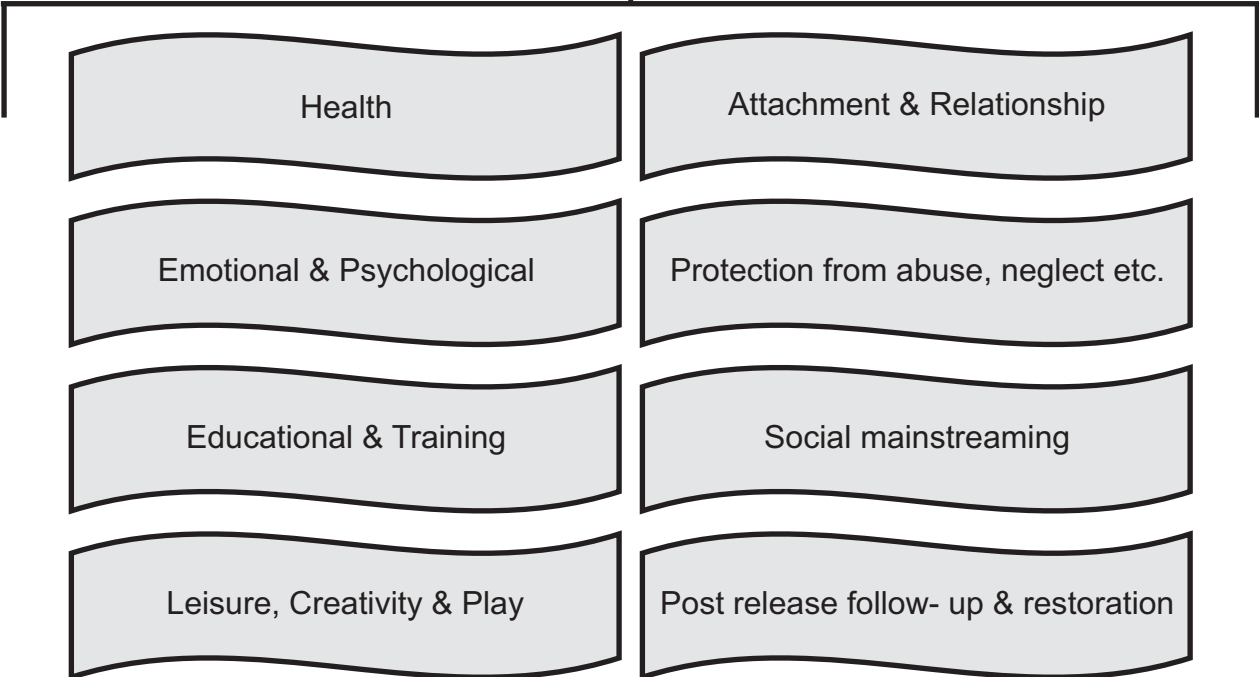 Health
Attachment & Relationship
Emotional & Psychological
Protection from abuse, neglect etc.
Educational & Training
Social mainstreaming
Leisure, Creativity & Play
Post release follow- up & restoration